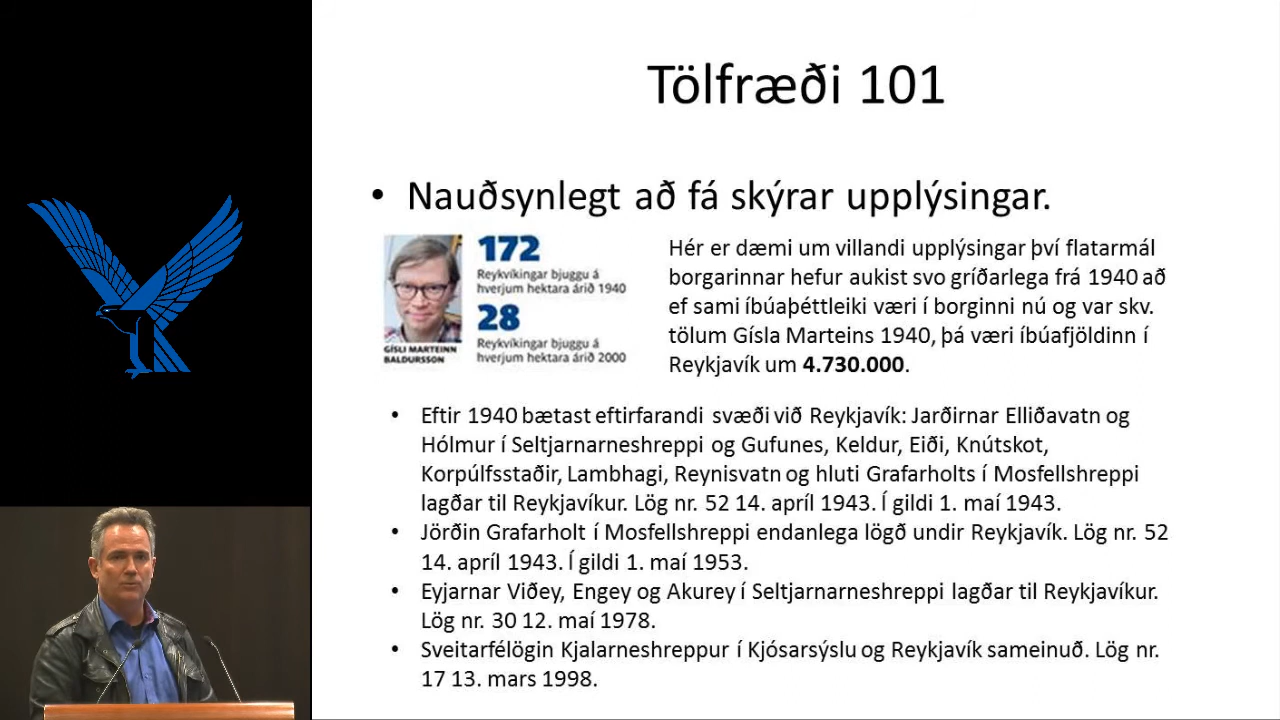 Tölfræði 101
• Nauðsynlegt að fá skýrar upplýsingar.
172
Reykvíkingar bjuggu á
hverjum hektara árið 1940
28
Reykvíkingar bjuggu á
hverjum hektara árið 2000
GÍSLI MARTEINN
BALDURSSON
Hér er dæmi um villandi upplýsingar því flatarmál
borgarinnar hefur aukist svo gríðarlega frá 1940 að
ef sami íbúaþéttleiki væri í borginni nú og var skv.
tölum Gísla Marteins 1940, þá væri íbúafjöldinn í
Reykjavík um 4.730.000.
• Eftir 1940 bætast eftirfarandi svæði við Reykjavík: Jarðirnar Elliðavatn og
Hólmur í Seltjarnarneshreppi og Gufunes, Keldur, Eiði, Knútskot,
Korpúlfsstaðir, Lambhagi, Reynisvatn og hluti Grafarholts í Mosfellshreppi
lagðar til Reykjavíkur. Lög nr. 52 14. apríl 1943. Í gildi 1. maí 1943.
• Jörðin Grafarholt í Mosfellshreppi endanlega lögð undir Reykjavík. Lög nr. 52
14. apríl 1943. Í gildi 1. maí 1953.
• Eyjarnar Viðey, Engey og Akurey í Seltjarnarneshreppi lagðar til Reykjavíkur.
Lög nr. 30 12. maí 1978.
• Sveitarfélögin Kjalarneshreppur í Kjósarsýslu og Reykjavík sameinuð. Lög nr.
17 13. mars 1998.